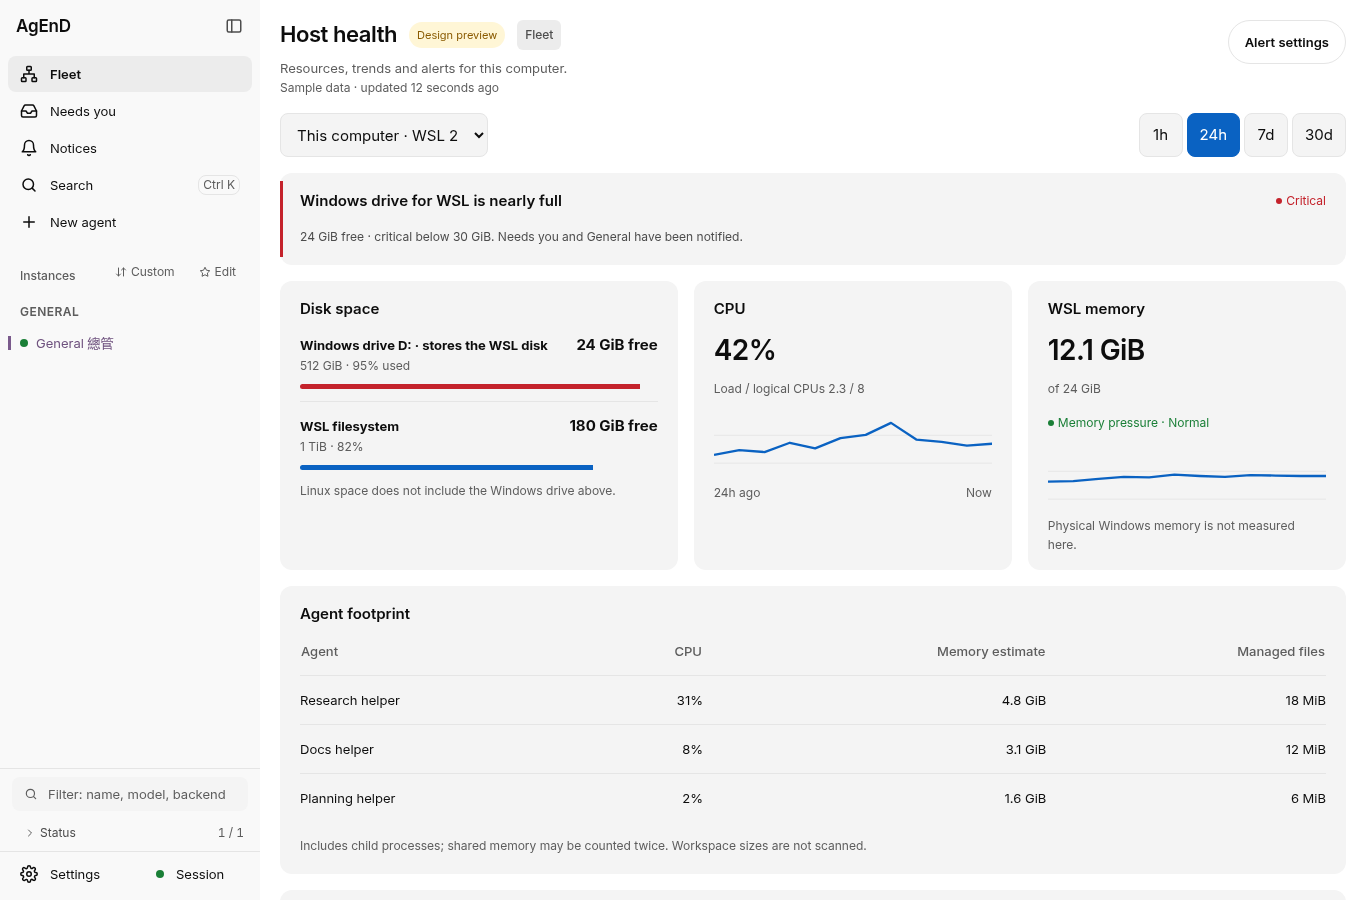 AgEnD
Fleet
Needs you
Notices
Search Ctrl K
New agent
Instances Custom Edit
GENERAL
General 總管
Filter: name, model, backend
Status 1 / 1
Settings Session
Host health Design preview Fleet
Alert settings
Resources, trends and alerts for this computer.
Sample data · updated 12 seconds ago
This computer · WSL 2
1h 24h 7d 30d
Windows drive for WSL is nearly full
Critical
24 GiB free · critical below 30 GiB. Needs you and General have been notified.
Disk space
Windows drive D: · stores the WSL disk 24 GiB free
512 GiB · 95% used
WSL filesystem 180 GiB free
1 TiB · 82%
Linux space does not include the Windows drive above.
CPU
42%
Load / logical CPUs 2.3 / 8
24h ago Now
WSL memory
12.1 GiB
of 24 GiB
Memory pressure · Normal
Physical Windows memory is not measured
here.
Agent footprint
Agent CPU Memory estimate Managed files
Research helper 31% 4.8 GiB 18 MiB
Docs helper 8% 3.1 GiB 12 MiB
Planning helper 2% 1.6 GiB 6 MiB
Includes child processes; shared memory may be counted twice. Workspace sizes are not scanned.